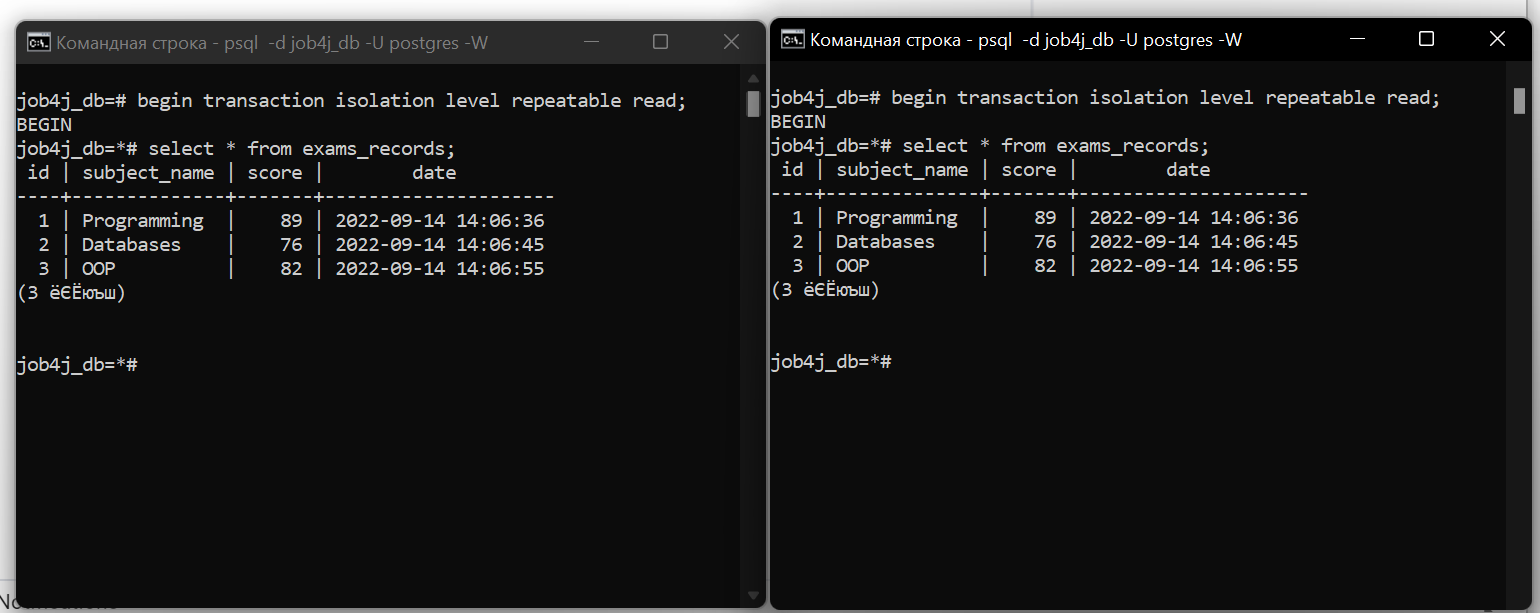 Командная строка - psql  -d job4j_db -U postgres -W
job4j_db=# begin transaction isolation level repeatable read;
BEGIN
job4j_db=*# select * from exams_records;
 id | subject_name | score |        date
----+--------------+-------+---------------------
  1 | Programming  |    89 | 2022-09-14 14:06:36
  2 | Databases    |    76 | 2022-09-14 14:06:45
  3 | OOP          |    82 | 2022-09-14 14:06:55
(3 ёЄЁюъш)
job4j_db=*#
Командная строка - psql  -d job4j_db -U postgres -W
job4j_db=# begin transaction isolation level repeatable read;
BEGIN
job4j_db=*# select * from exams_records;
 id | subject_name | score |        date
----+--------------+-------+---------------------
  1 | Programming  |    89 | 2022-09-14 14:06:36
  2 | Databases    |    76 | 2022-09-14 14:06:45
  3 | OOP          |    82 | 2022-09-14 14:06:55
(3 ёЄЁюъш)
job4j_db=*#